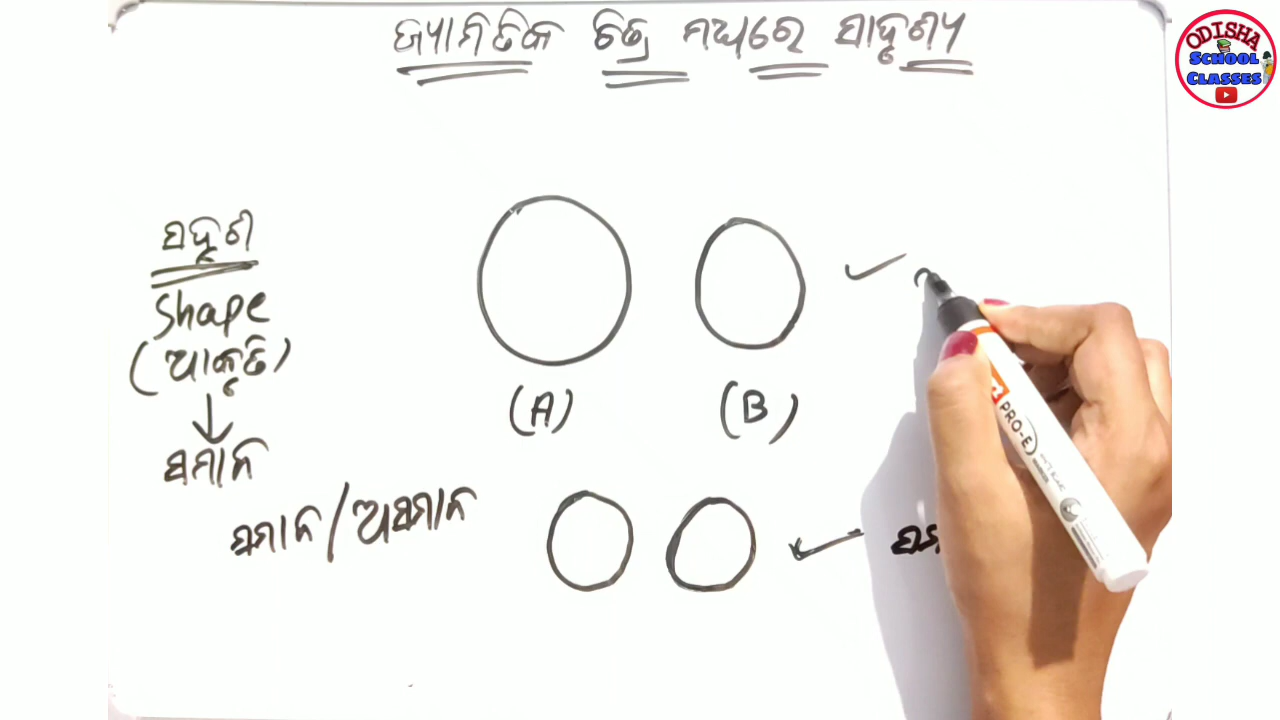 ଜ୍ୟାମିତିକ ଚିତ୍ର ମଧ୍ୟରେ ସାଦୃଶ୍ୟ
ODISHA
SCHOOL
CLASSES
ସଦୃଶ
Shape
(ଆକୃତି)
ସମାନ
(A)
(B)
ସମାନ / ଅସମାନ
PRO-E